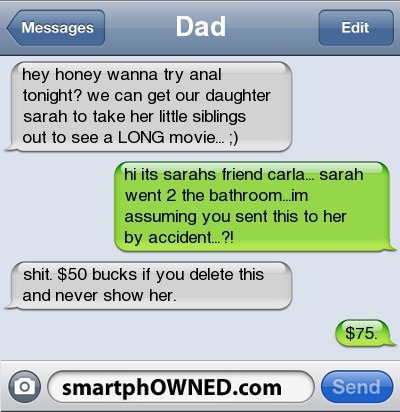 Messages
Dad
Edit
hey honey wanna try anal
tonight? we can get our daughter
sarah to take her little siblings
out to see a LONG movie... ;)
hi its sarahs friend carla... sarah
went 2 the bathroom...im
assuming you sent this to her
by accident...?!
shit. $50 bucks if you delete this
and never show her.
$75.
smartphOWNED.com
Send